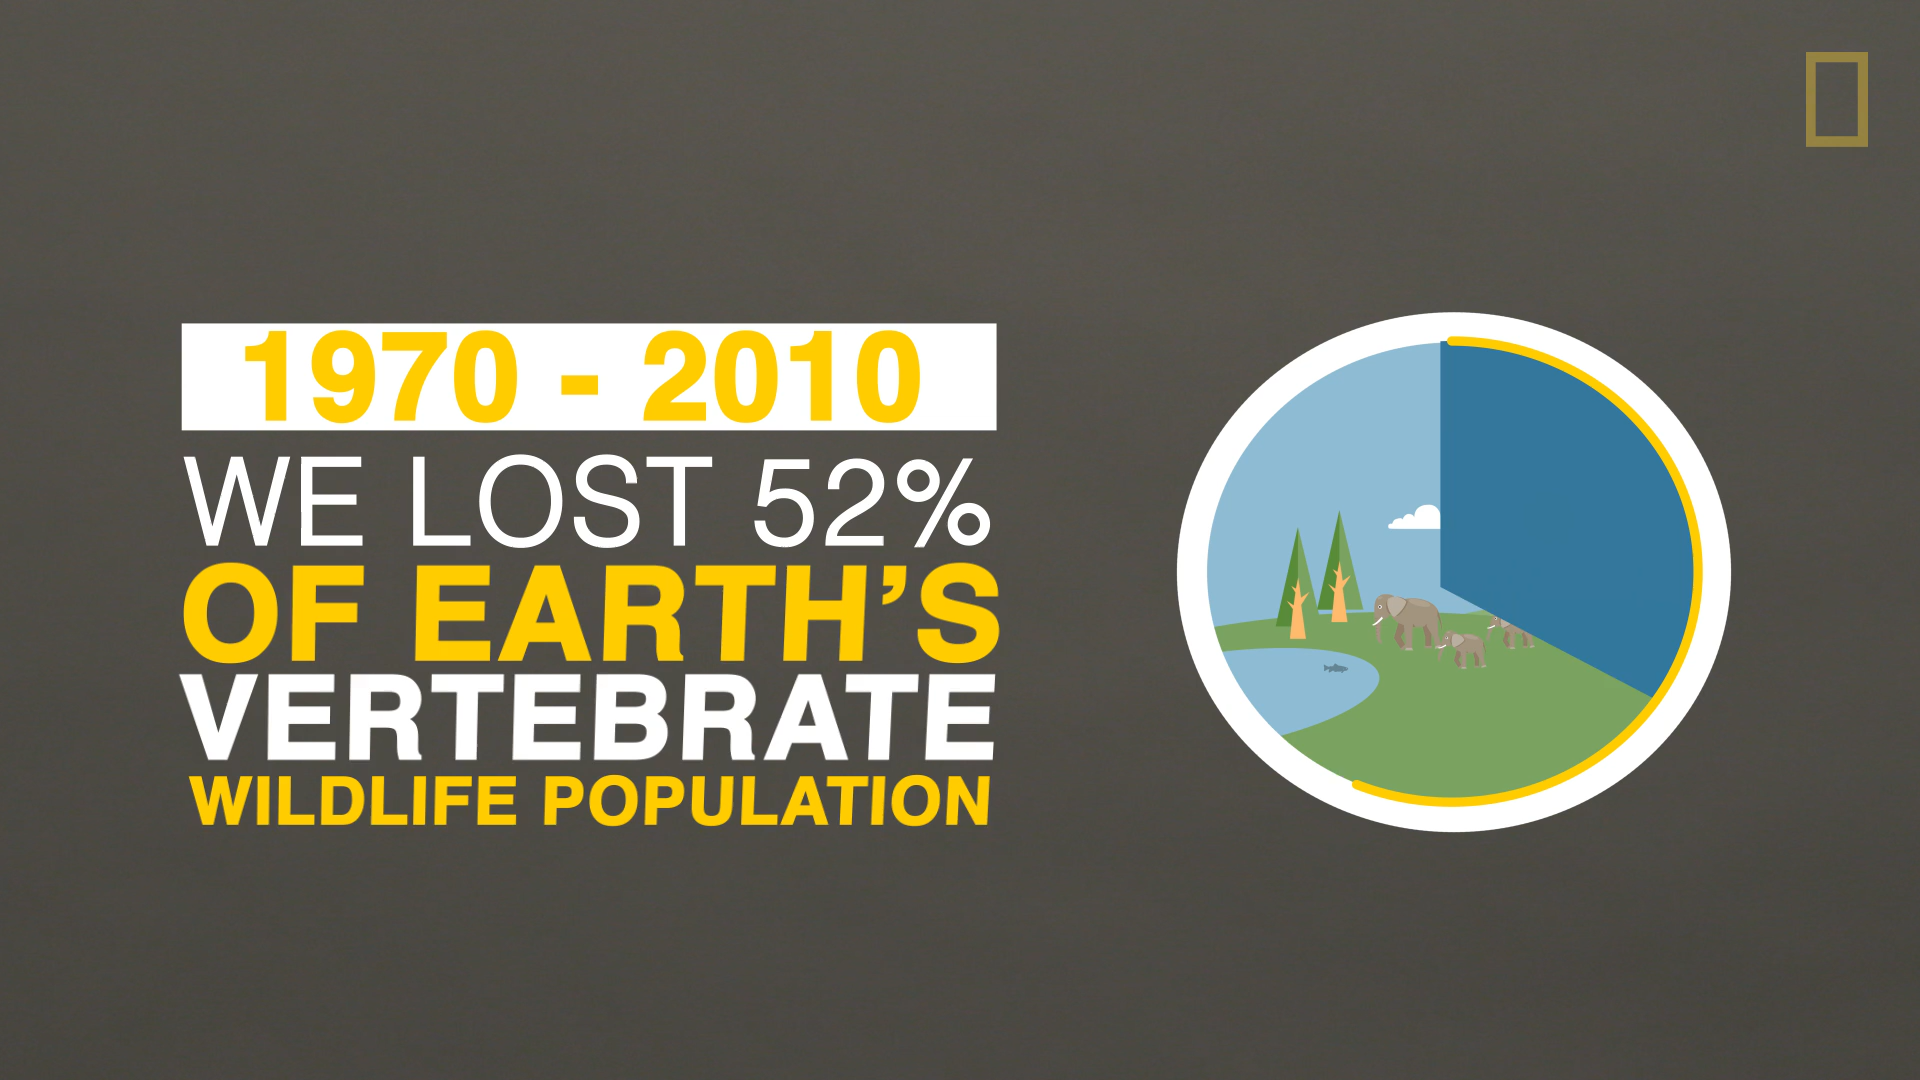 1970 - 2010
WE LOST 52%
OF EARTH’S
VERTEBRATE
WILDLIFE POPULATION